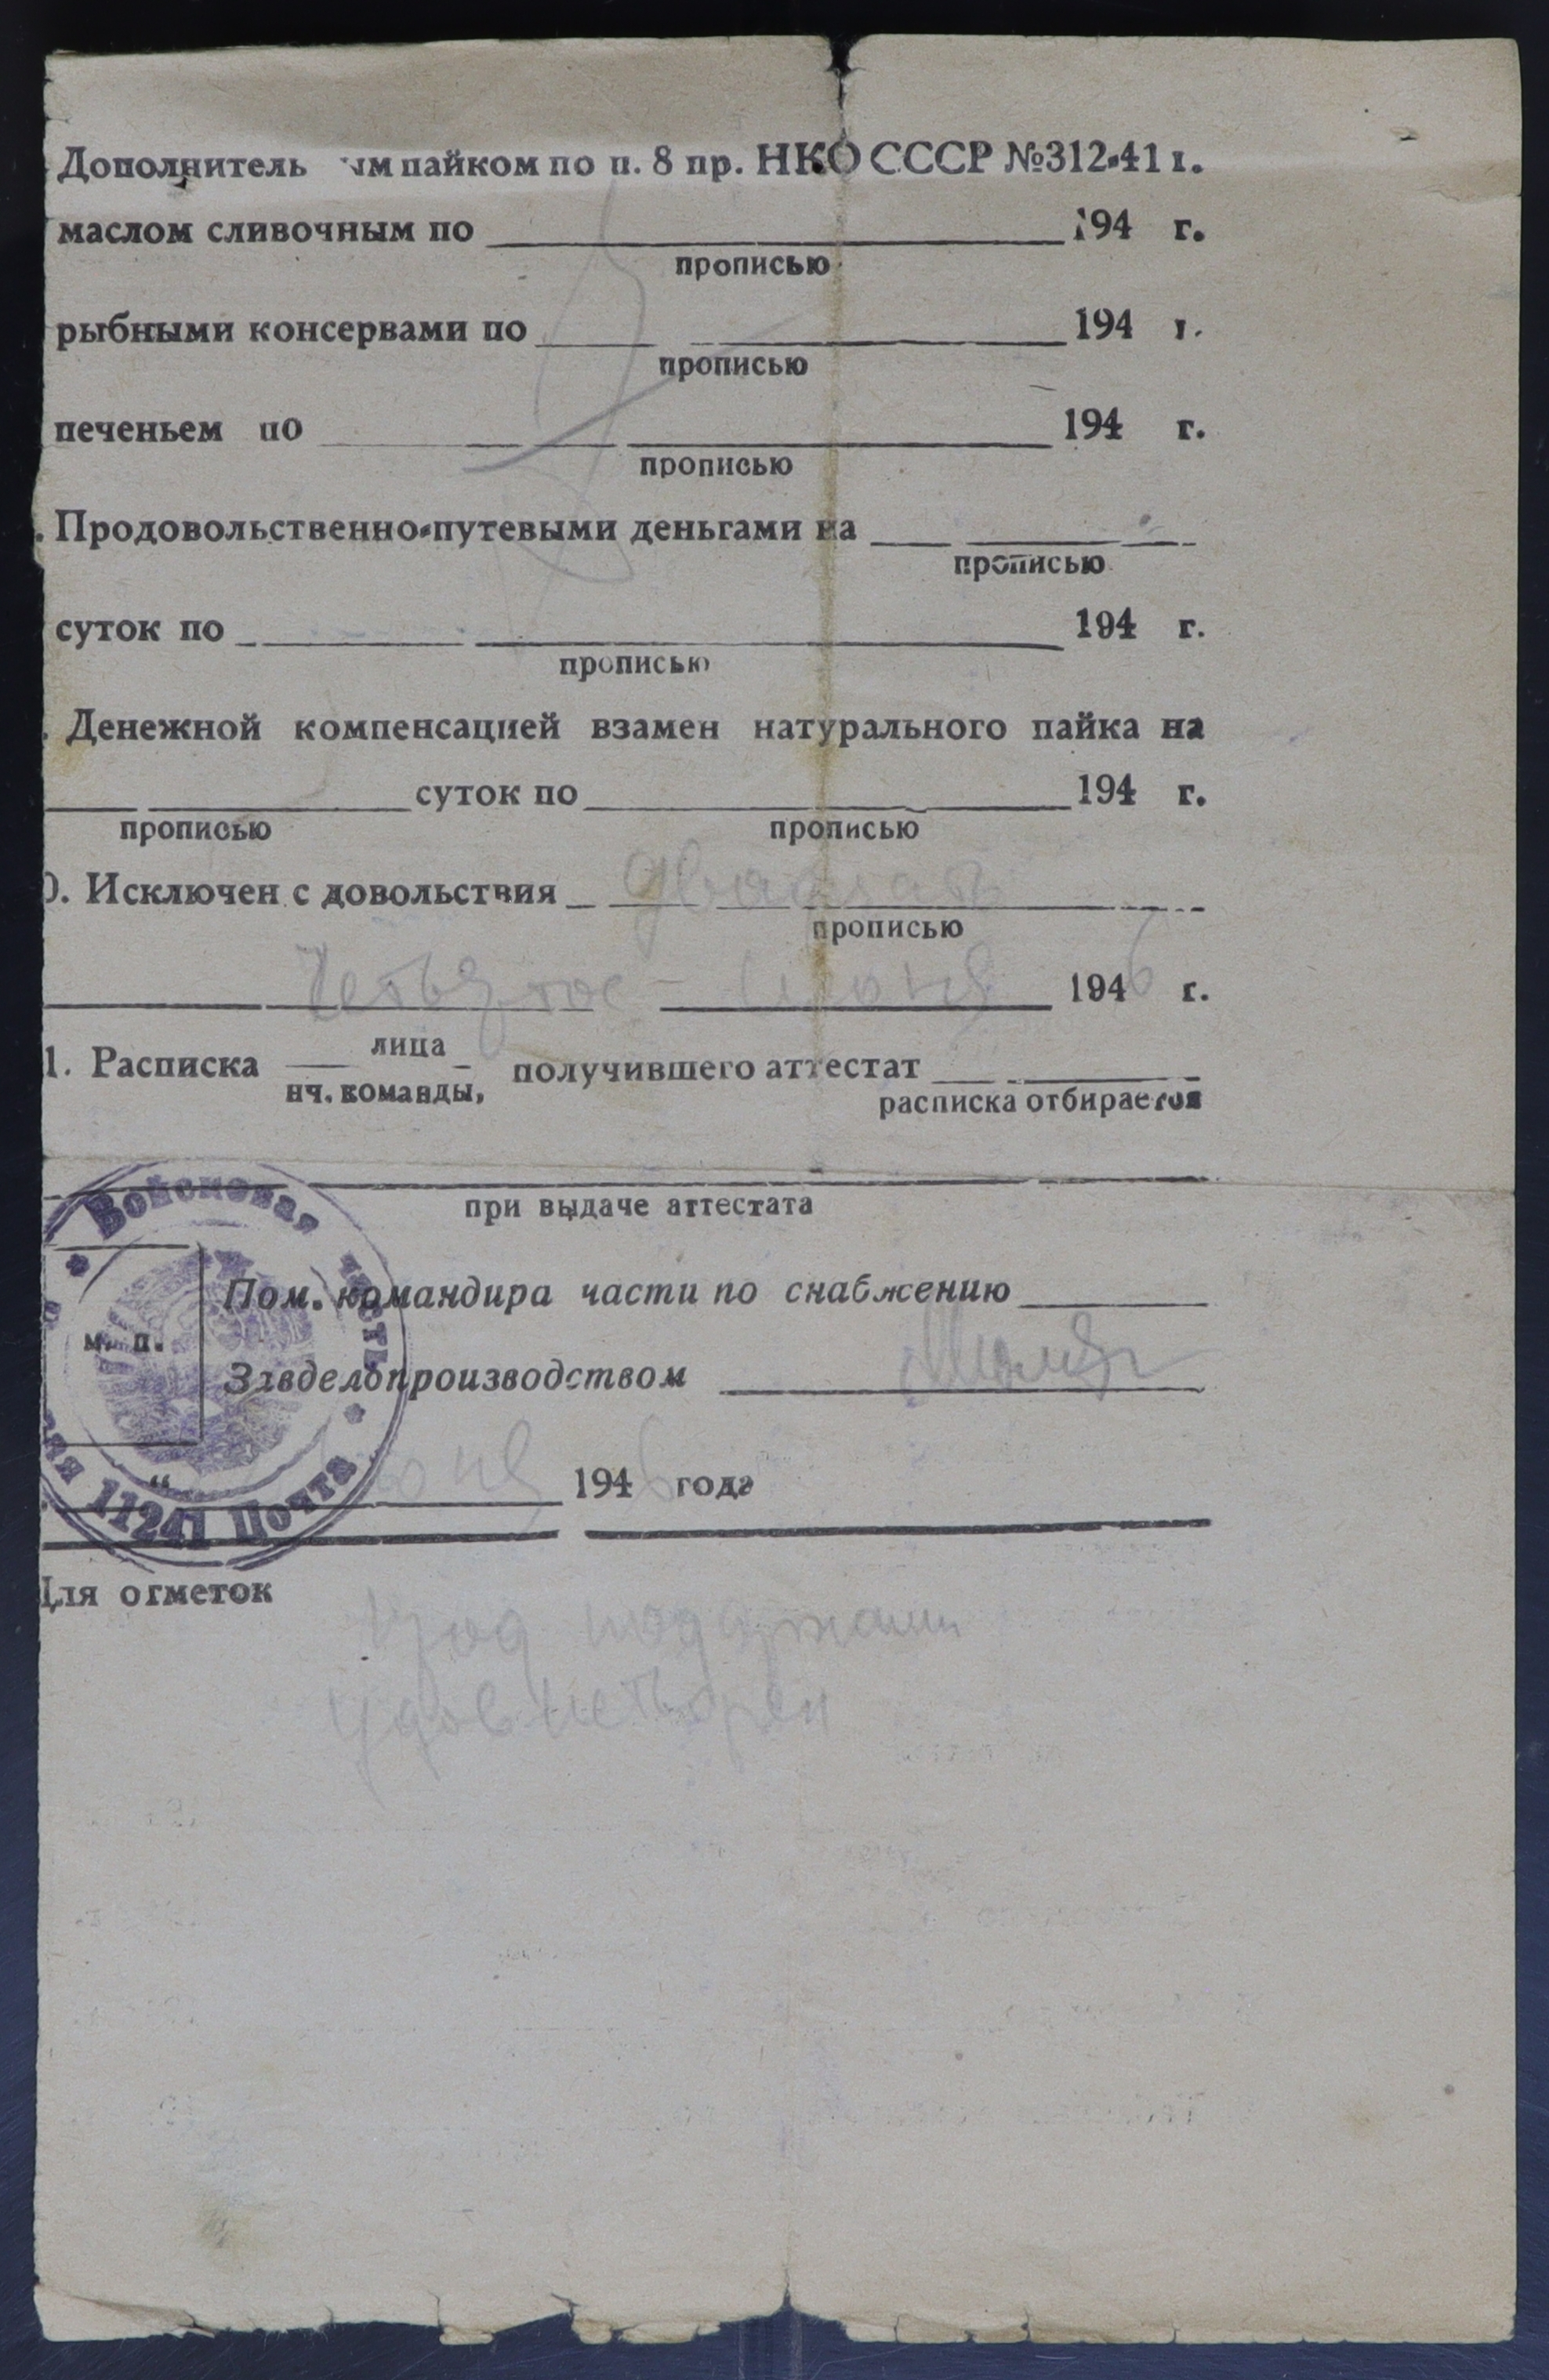 Дополнитель ым пайком по п. 8 пр. НКО СССР №312-41 г.
маслом сливочным по 194 г.
прописью
рыбными консервами по 194 г.
прописью
печеньем по 194 г.
прописью
Продовольственно-путевыми деньгами на
прописью
суток по 194 г.
прописью
Денежной компенсацией взамен натурального пайка на
суток по 194 г.
прописью прописью
0. Исключен с довольствия двадцать
прописью
четвертое июня 1946 г.
1. Расписка лица нч. команды, получившего аттестат
расписка отбирается
при выдаче аттестата
Войсковая часть
Пом. командира части по снабжению
м. п.
Завделопроизводством
июня 1946 года
11241 Почта
Для отметок
удовлетворен